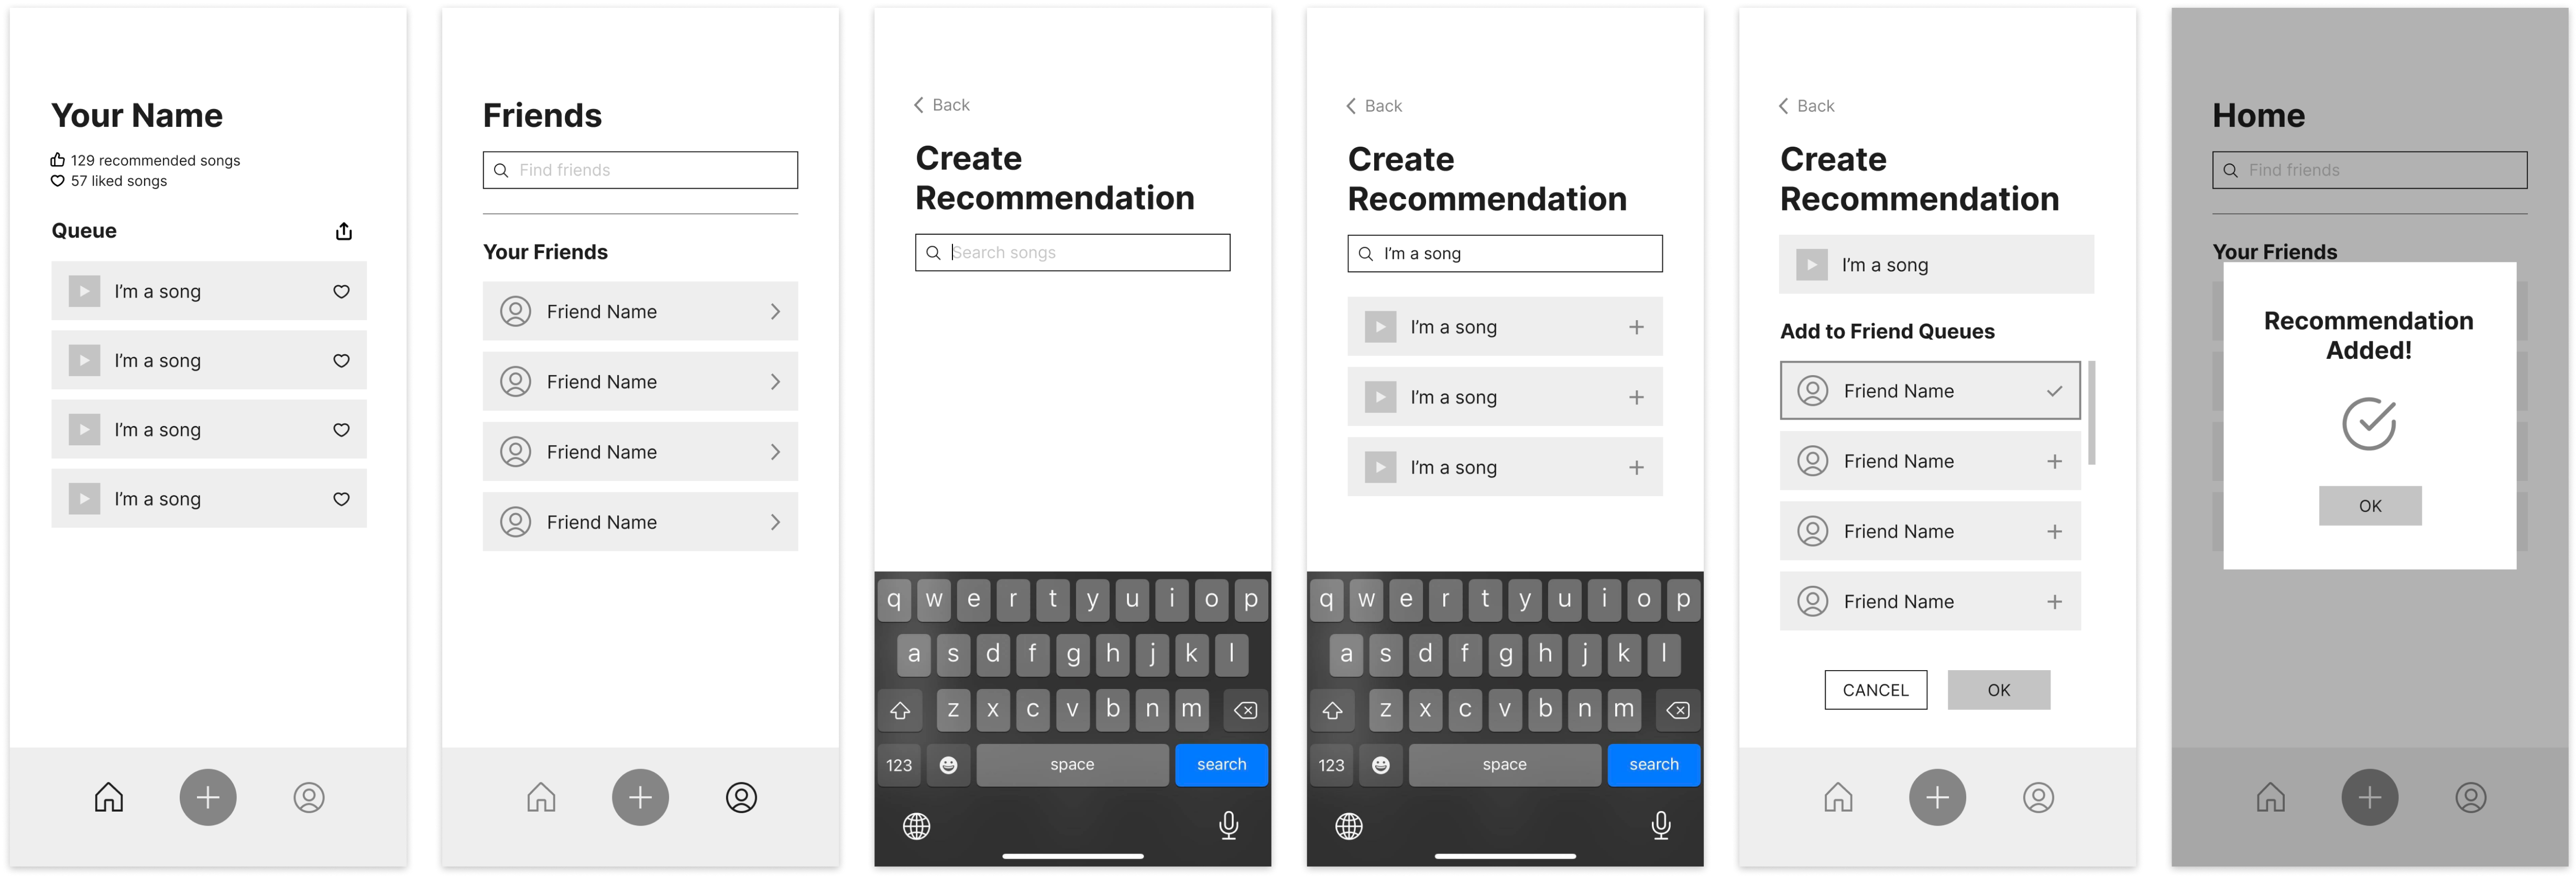 Your Name
129 recommended songs
57 liked songs
Queue
I'm a song
I'm a song
I'm a song
I'm a song
Friends
Find friends
Your Friends
Friend Name
Friend Name
Friend Name
Friend Name
Back
Create
Recommendation
Search songs
q w e r t y u i o p
a s d f g h j k l
z x c v b n m
123 space search
Back
Create
Recommendation
I'm a song
I'm a song
I'm a song
I'm a song
q w e r t y u i o p
a s d f g h j k l
z x c v b n m
123 space search
Back
Create
Recommendation
I'm a song
Add to Friend Queues
Friend Name
Friend Name
Friend Name
Friend Name
CANCEL OK
Home
Find friends
Your Friends
Recommendation
Added!
OK